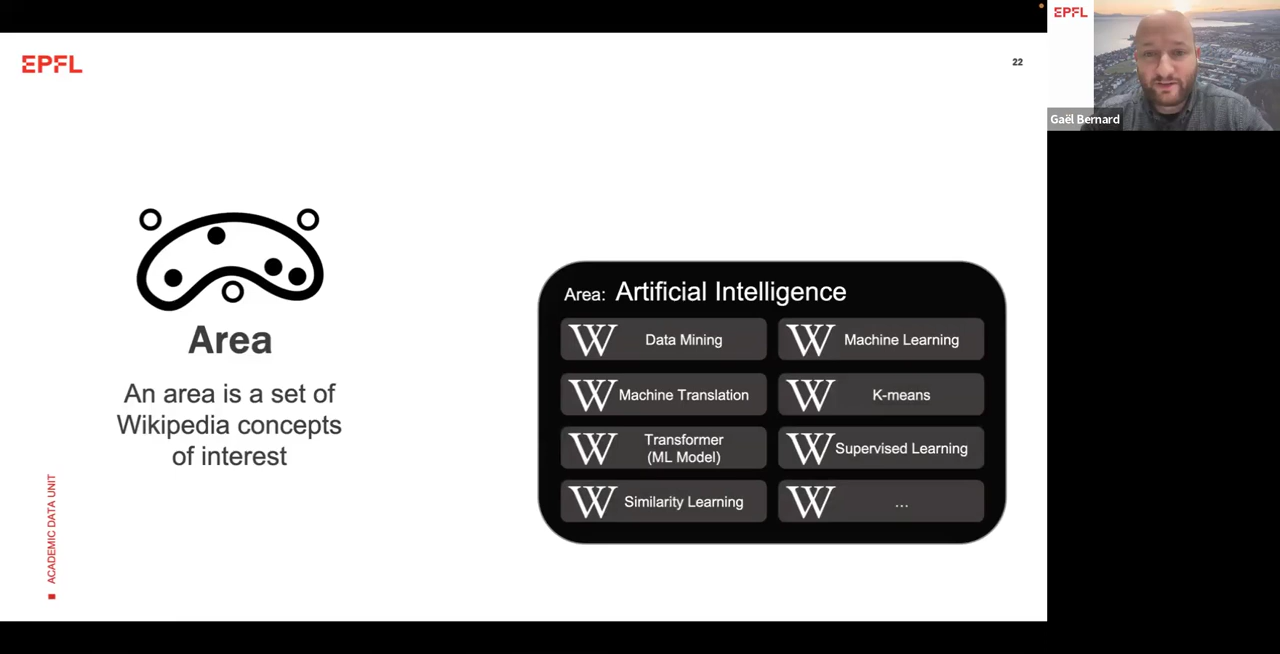 EPFL
22
EPFL
Gaël Bernard
Area
An area is a set of
Wikipedia concepts
of interest
ACADEMIC DATA UNIT
Area: Artificial Intelligence
W Data Mining
W Machine Learning
W Machine Translation
W K-means
W Transformer
(ML Model)
W Supervised Learning
W Similarity Learning
W ...